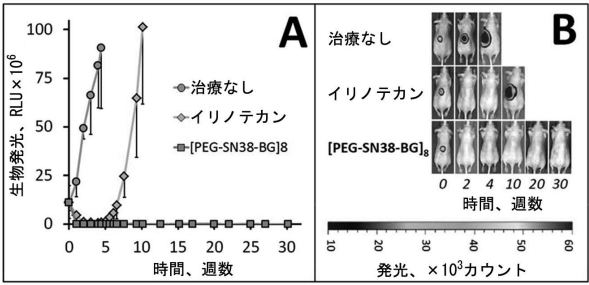 A
生物発光、RLU×10⁶
100
75
50
25
0
治療なし
イリノテカン
[PEG-SN38-BG]8
0 5 10 15 20 25 30
時間、週数
B
治療なし
イリノテカン
[PEG-SN38-BG]₈
0 2 4 10 20 30
時間、週数
10 20 30 40 50 60
発光、×10³カウント